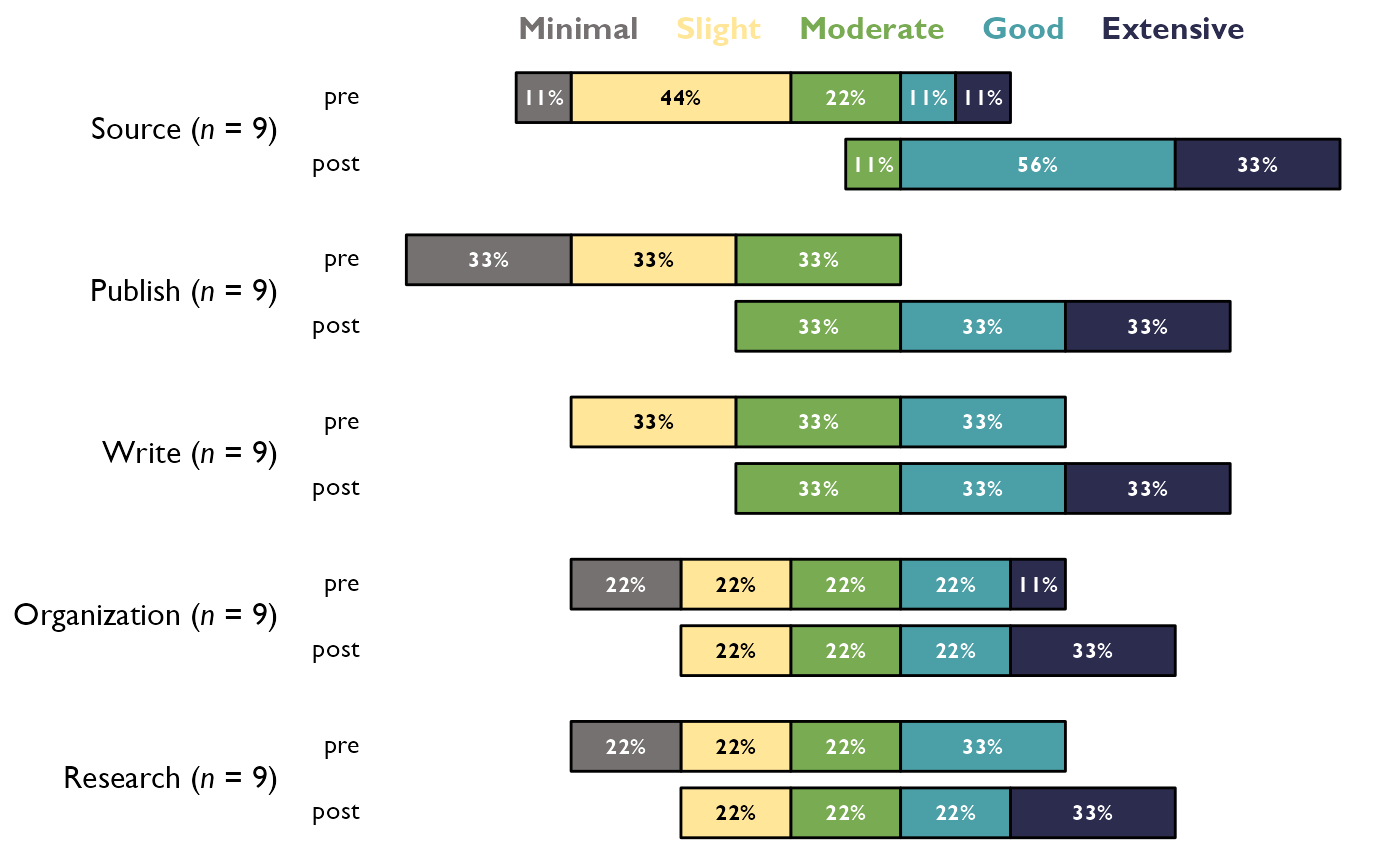 Minimal Slight Moderate Good Extensive
pre 11% 44% 22% 11% 11%
Source (n = 9)
post 11% 56% 33%
pre 33% 33% 33%
Publish (n = 9)
post 33% 33% 33%
pre 33% 33% 33%
Write (n = 9)
post 33% 33% 33%
pre 22% 22% 22% 22% 11%
Organization (n = 9)
post 22% 22% 22% 33%
pre 22% 22% 22% 33%
Research (n = 9)
post 22% 22% 22% 33%